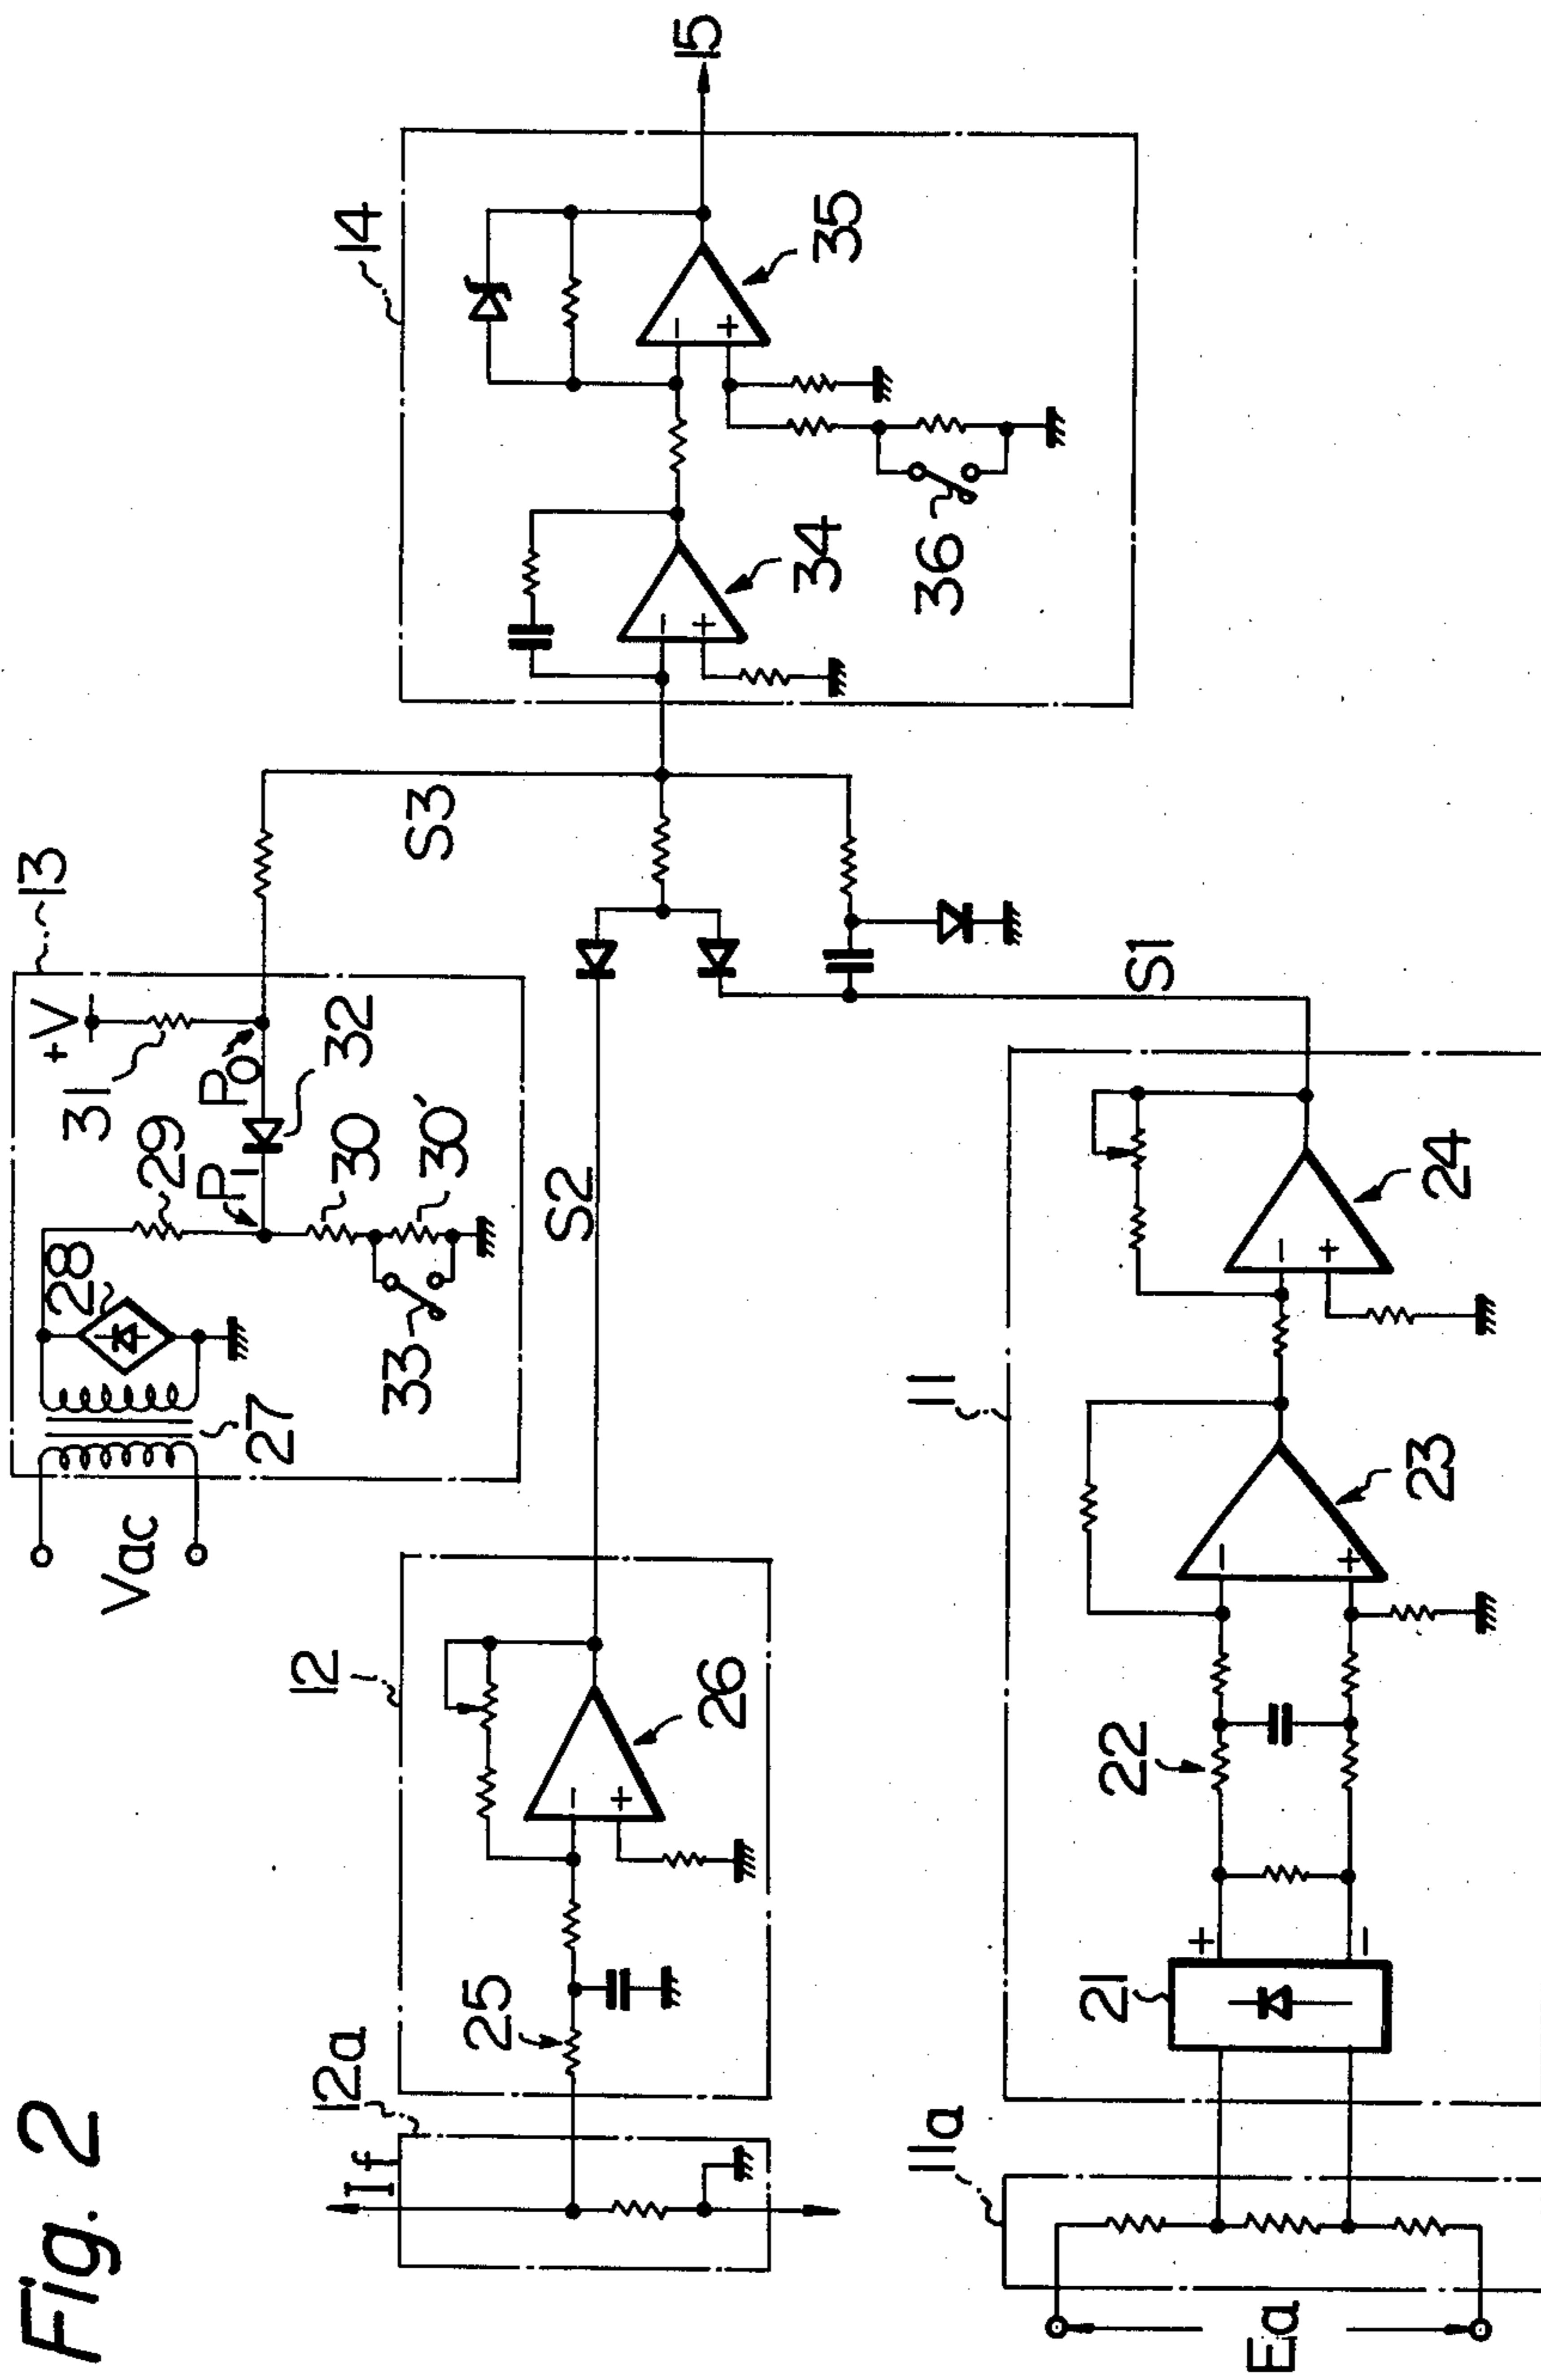 Fig. 2
Vac
27
28
29
P1
30
30'
33
31
+V
P0
32
13
If
12a
25
12
26
S2
S3
14
34
35
36
15
Ea
11a
21
+
−
22
−
+
23
11
−
+
24
S1
−
+
−
+
−
+